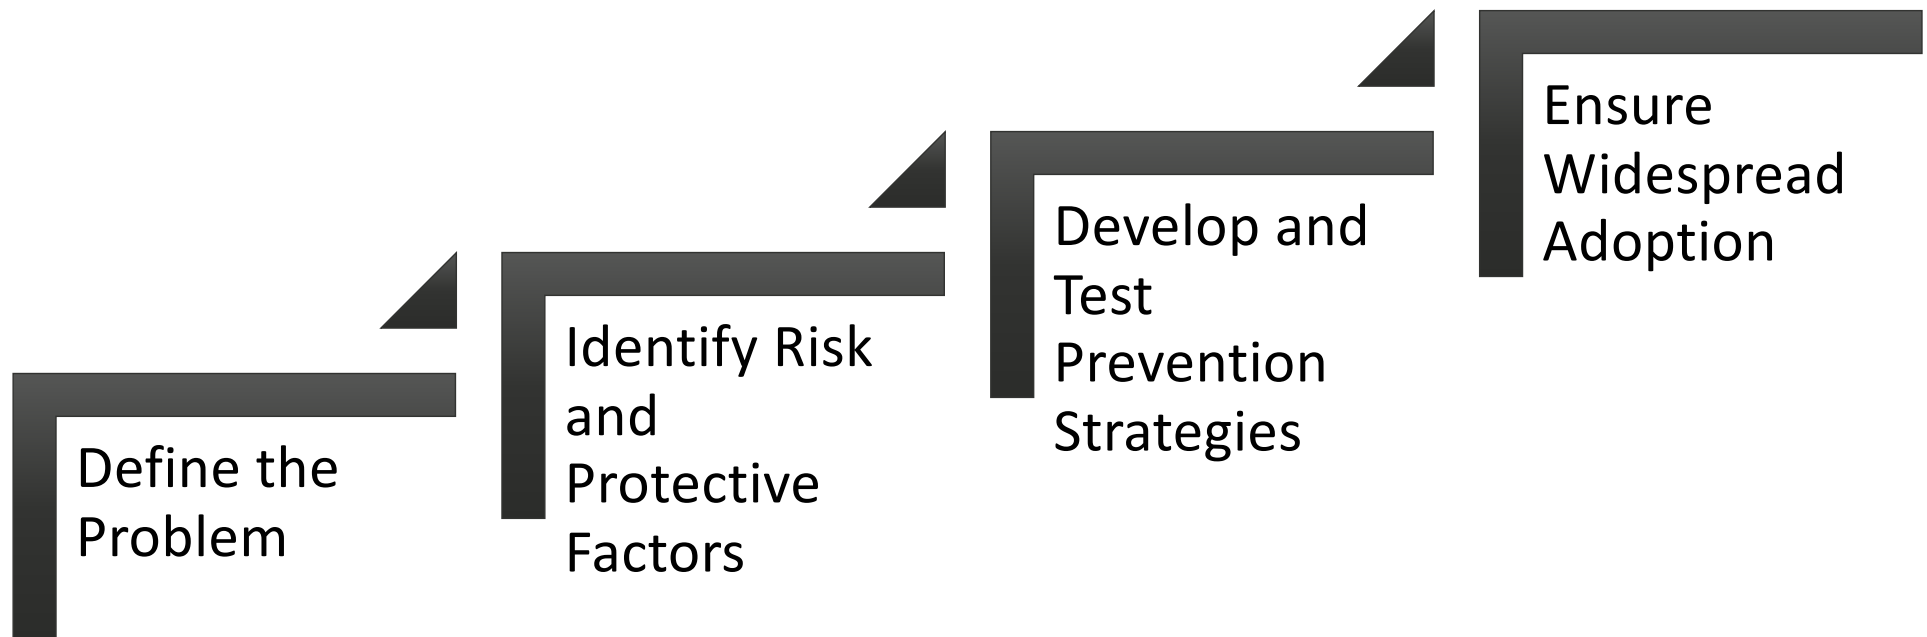 Define the
Problem
Identify Risk
and
Protective
Factors
Develop and
Test
Prevention
Strategies
Ensure
Widespread
Adoption